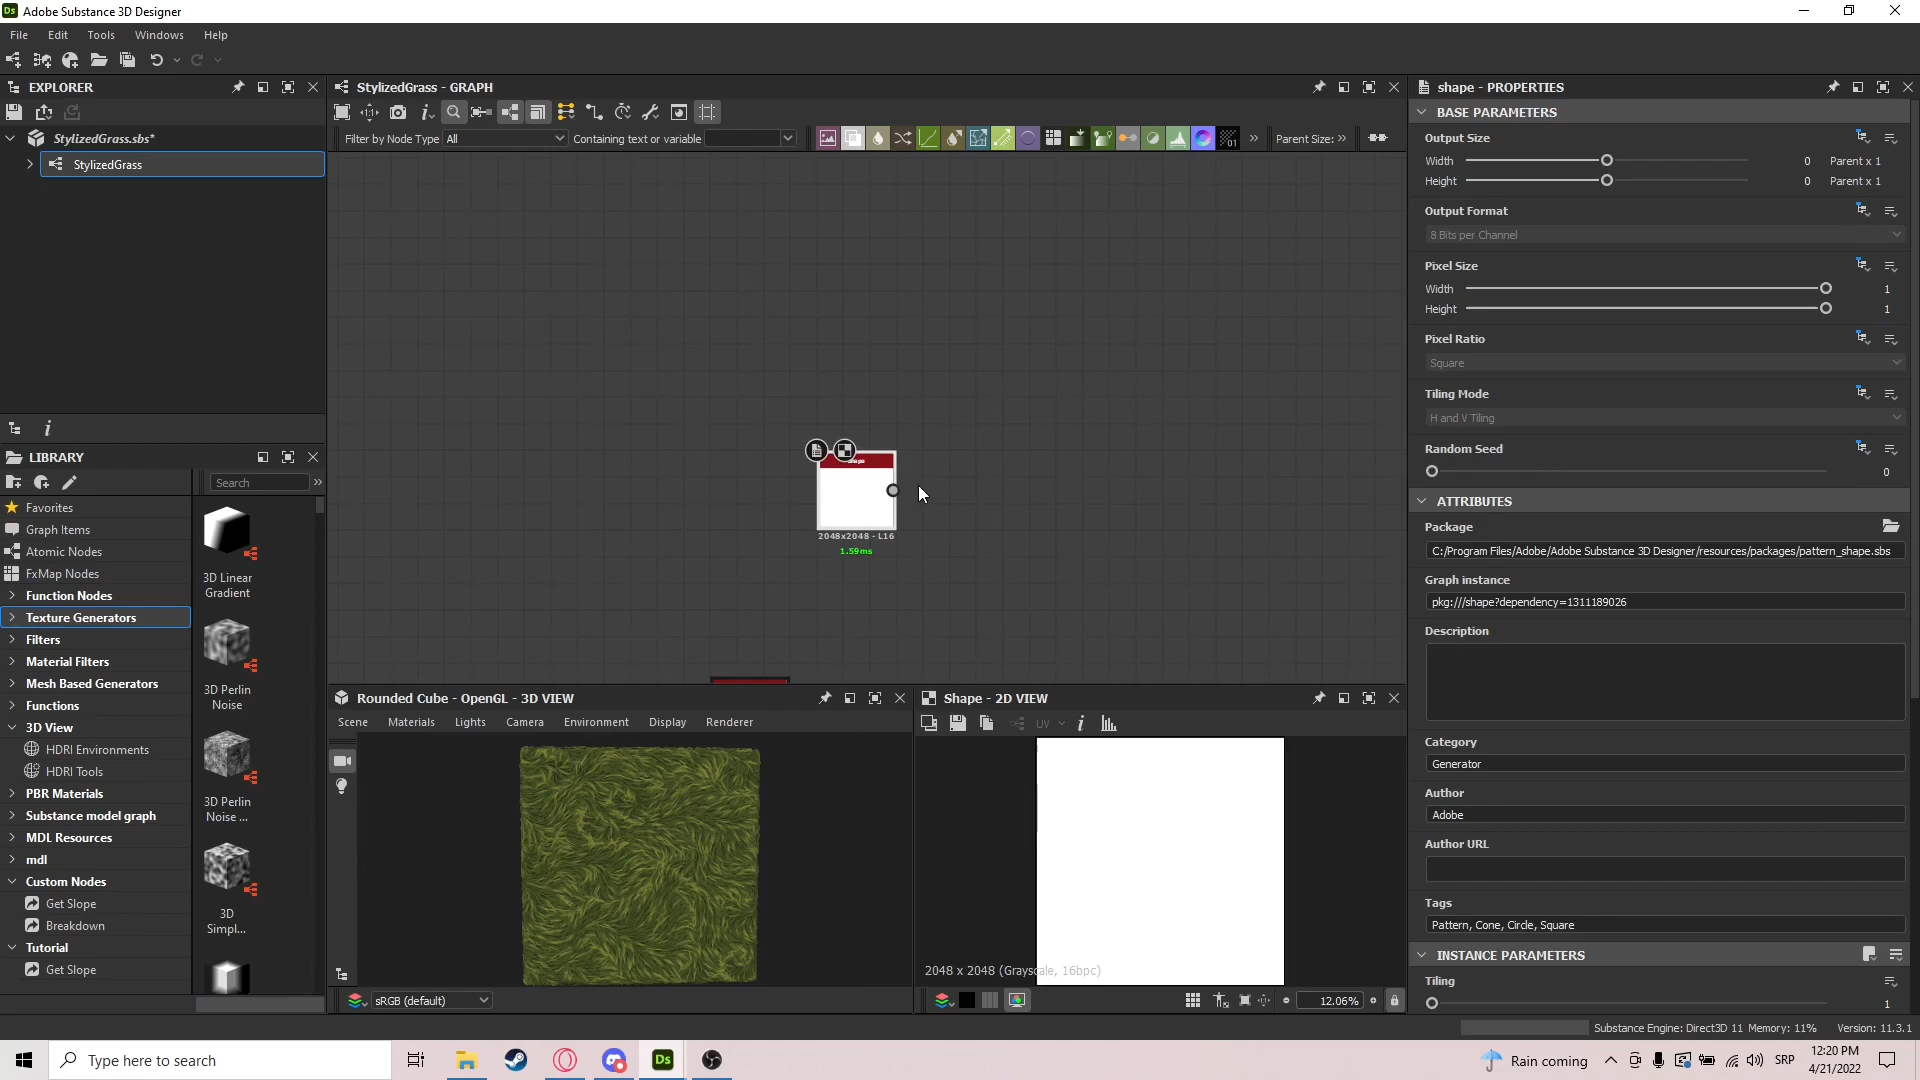 Adobe Substance 3D Designer
File Edit Tools Windows Help
EXPLORER
StylizedGrass.sbs*
StylizedGrass
LIBRARY
Search
Favorites
Graph Items
Atomic Nodes
FxMap Nodes
Function Nodes
Texture Generators
Filters
Material Filters
Mesh Based Generators
Functions
3D View
HDRI Environments
HDRI Tools
PBR Materials
Substance model graph
MDL Resources
mdl
Custom Nodes
Get Slope
Breakdown
Tutorial
Get Slope
3D Linear
Gradient
3D Perlin
Noise
3D Perlin
Noise ...
3D
Simpl...
StylizedGrass - GRAPH
Filter by Node Type All Containing text or variable
01
Parent Size:
Shape
2048x2048 - L16
1.59ms
Rounded Cube - OpenGL - 3D VIEW
Scene Materials Lights Camera Environment Display Renderer
sRGB (default)
Shape - 2D VIEW
UV
2048 x 2048 (Grayscale, 16bpc)
12.06%
shape - PROPERTIES
BASE PARAMETERS
Output Size
Width 0 Parent x 1
Height 0 Parent x 1
Output Format
8 Bits per Channel
Pixel Size
Width 1
Height 1
Pixel Ratio
Square
Tiling Mode
H and V Tiling
Random Seed
0
ATTRIBUTES
Package
C:/Program Files/Adobe/Adobe Substance 3D Designer/resources/packages/pattern_shape.sbs
Graph instance
pkg:///shape?dependency=1311189026
Description
Category
Generator
Author
Adobe
Author URL
Tags
Pattern, Cone, Circle, Square
INSTANCE PARAMETERS
Tiling
1
Substance Engine: Direct3D 11 Memory: 11% Version: 11.3.1
Type here to search
Ds
Rain coming
SRP
12:20 PM
4/21/2022